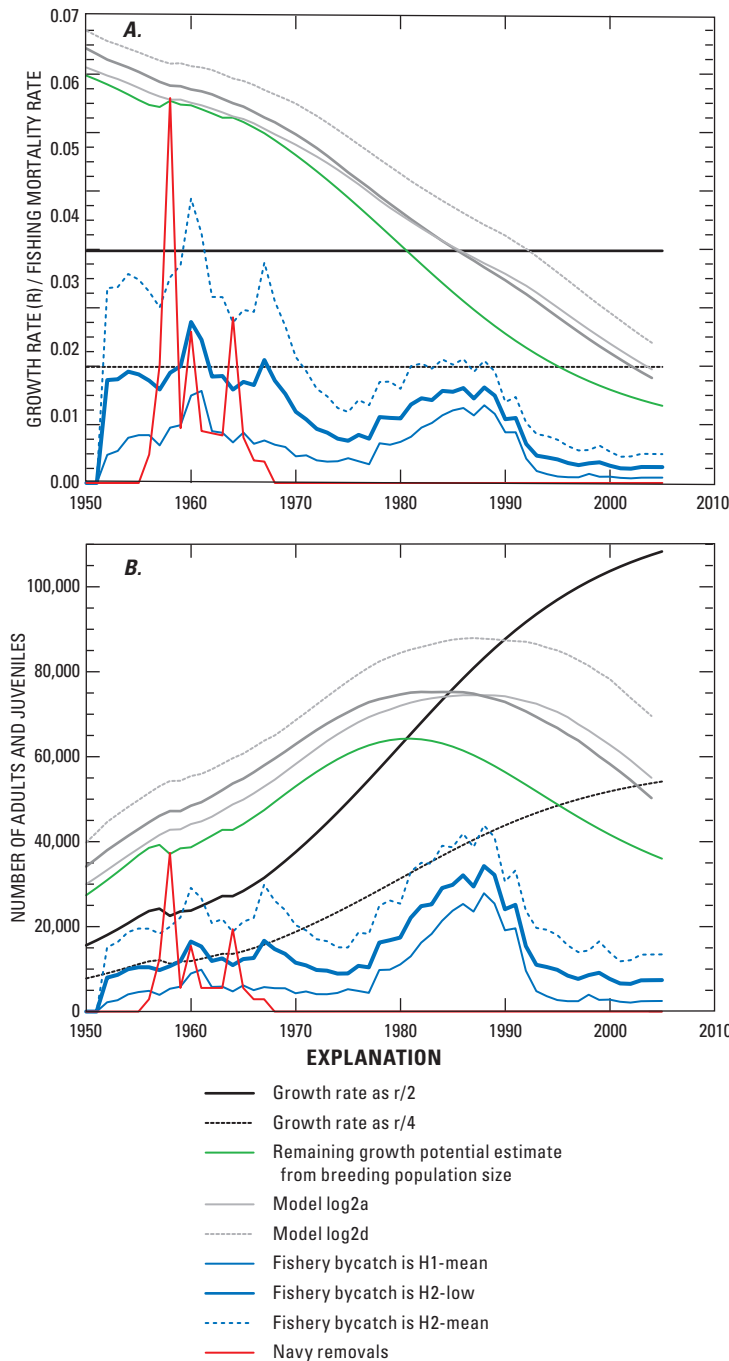 A.
GROWTH RATE (R) / FISHING MORTALITY RATE
0.07
0.06
0.05
0.04
0.03
0.02
0.01
0.00
1950 1960 1970 1980 1990 2000 2010
B.
NUMBER OF ADULTS AND JUVENILES
100,000
80,000
60,000
40,000
20,000
0
1950 1960 1970 1980 1990 2000 2010
EXPLANATION
Growth rate as r/2
Growth rate as r/4
Remaining growth potential estimate
from breeding population size
Model log2a
Model log2d
Fishery bycatch is H1-mean
Fishery bycatch is H2-low
Fishery bycatch is H2-mean
Navy removals